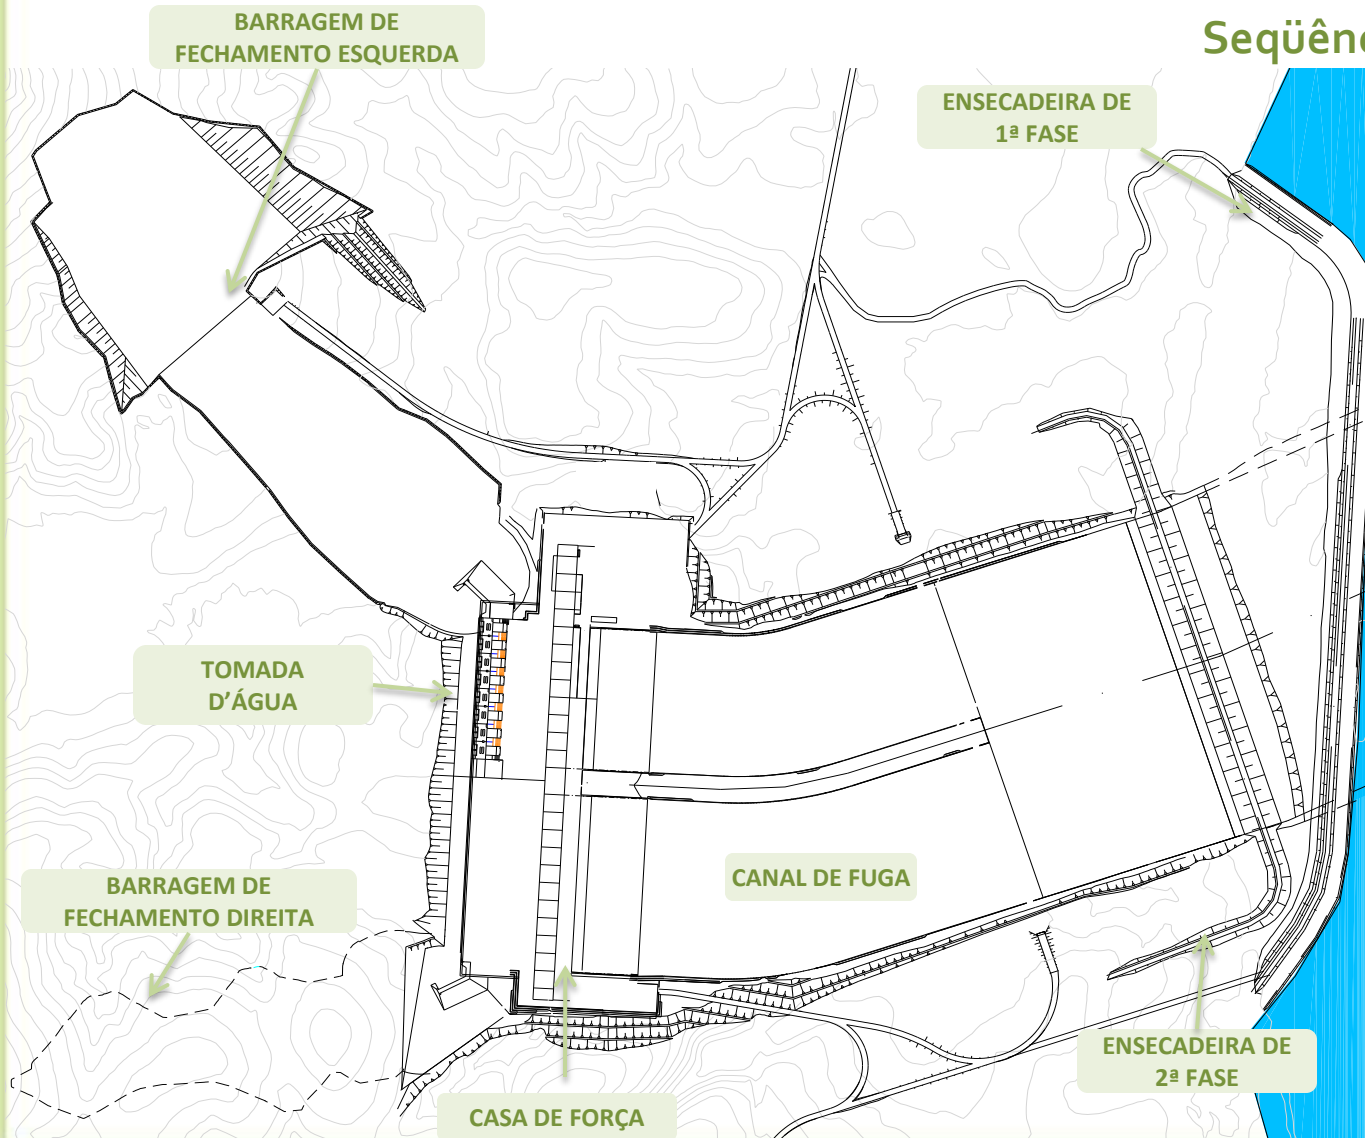 Seqüên
BARRAGEM DE
FECHAMENTO ESQUERDA
ENSECADEIRA DE
1ª FASE
TOMADA
D’ÁGUA
CANAL DE FUGA
BARRAGEM DE
FECHAMENTO DIREITA
ENSECADEIRA DE
2ª FASE
CASA DE FORÇA